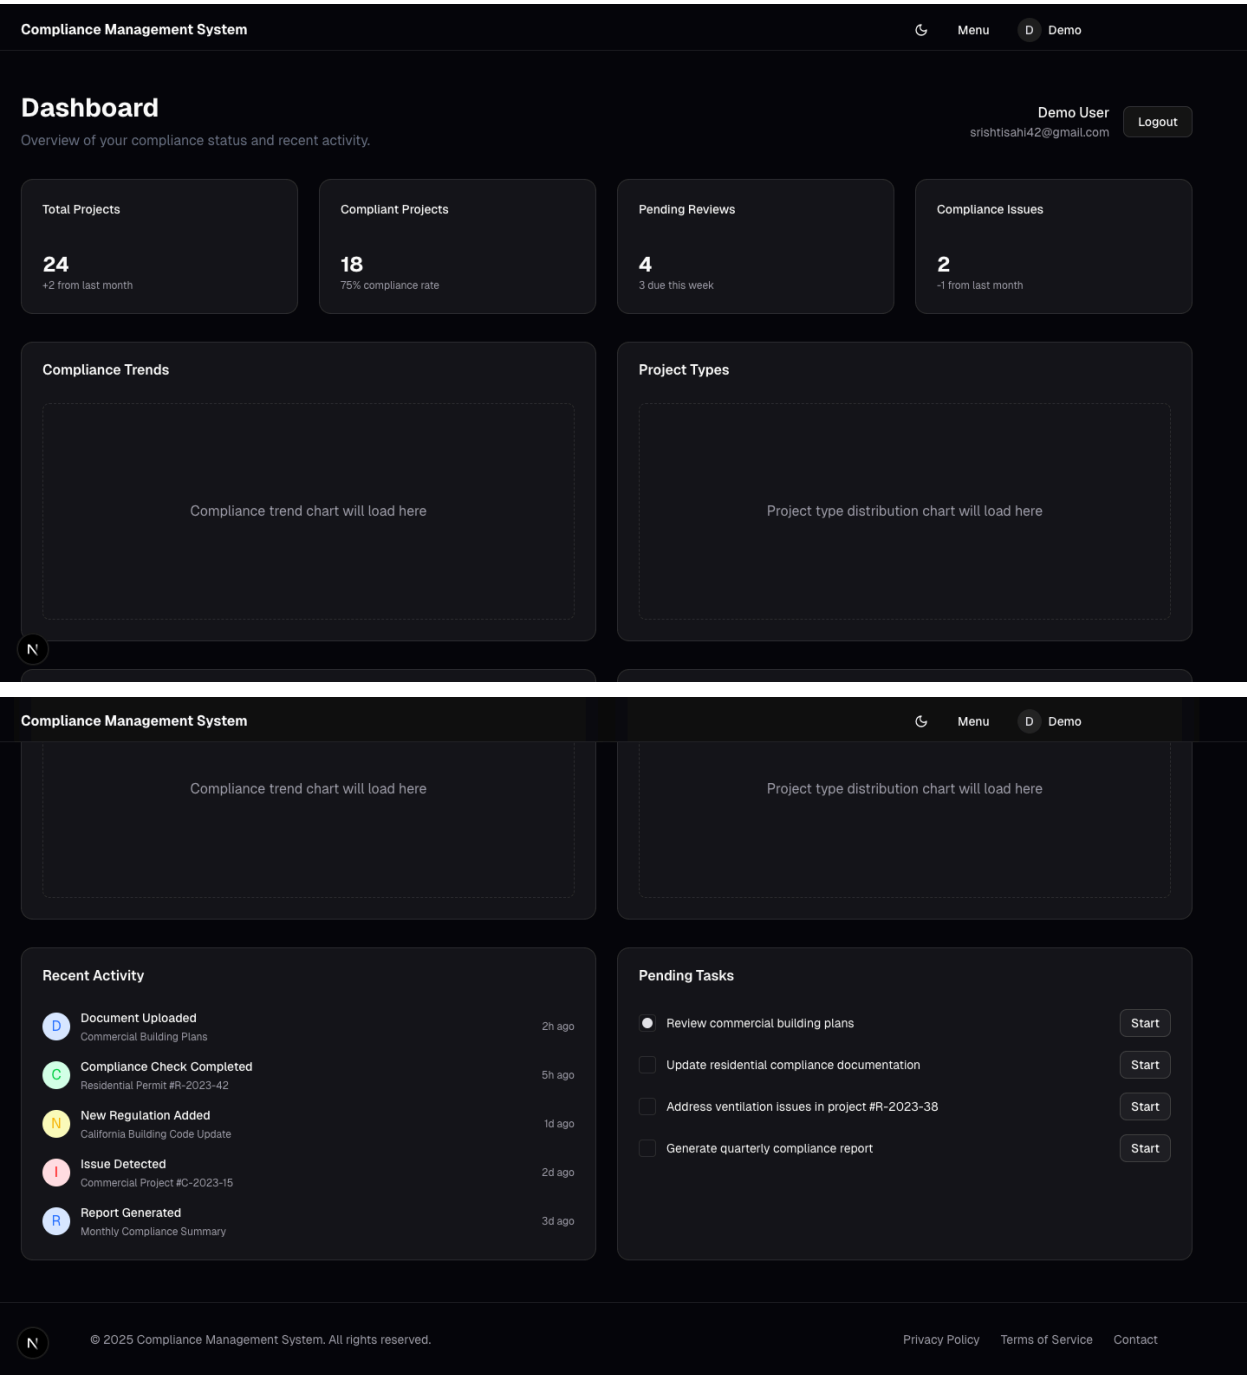 Compliance Management System
Menu
D Demo
Dashboard
Overview of your compliance status and recent activity.
Demo User
srishtisahi42@gmail.com
Logout
Total Projects
24
+2 from last month
Compliant Projects
18
75% compliance rate
Pending Reviews
4
3 due this week
Compliance Issues
2
-1 from last month
Compliance Trends
Compliance trend chart will load here
Project Types
Project type distribution chart will load here
N
Compliance Management System
Menu
D Demo
Compliance trend chart will load here
Project type distribution chart will load here
Recent Activity
D
Document Uploaded
2h ago
Commercial Building Plans
C
Compliance Check Completed
5h ago
Residential Permit #R-2023-42
N
New Regulation Added
1d ago
California Building Code Update
I
Issue Detected
2d ago
Commercial Project #C-2023-15
R
Report Generated
3d ago
Monthly Compliance Summary
Pending Tasks
Review commercial building plans Start
Update residential compliance documentation Start
Address ventilation issues in project #R-2023-38 Start
Generate quarterly compliance report Start
N
© 2025 Compliance Management System. All rights reserved.
Privacy Policy Terms of Service Contact